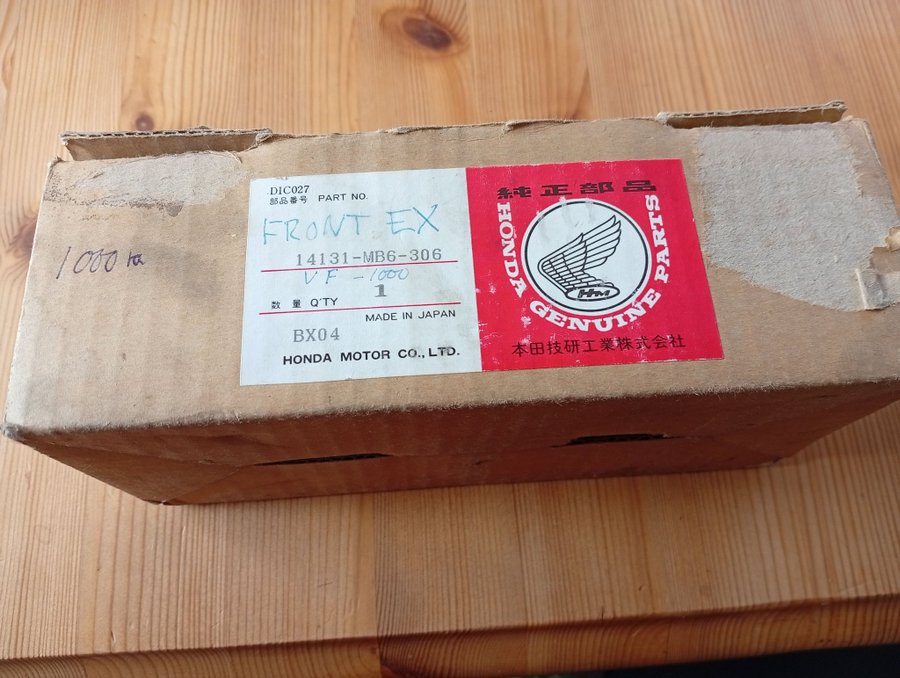 1000
DIC027
部品番号 PART NO.
FRONT EX
14131-MB6-306
VF-1000
数量 Q'TY 1
MADE IN JAPAN
BX04
HONDA MOTOR CO., LTD.
純正部品
HONDA GENUINE PARTS
HM
本田技研工業株式会社